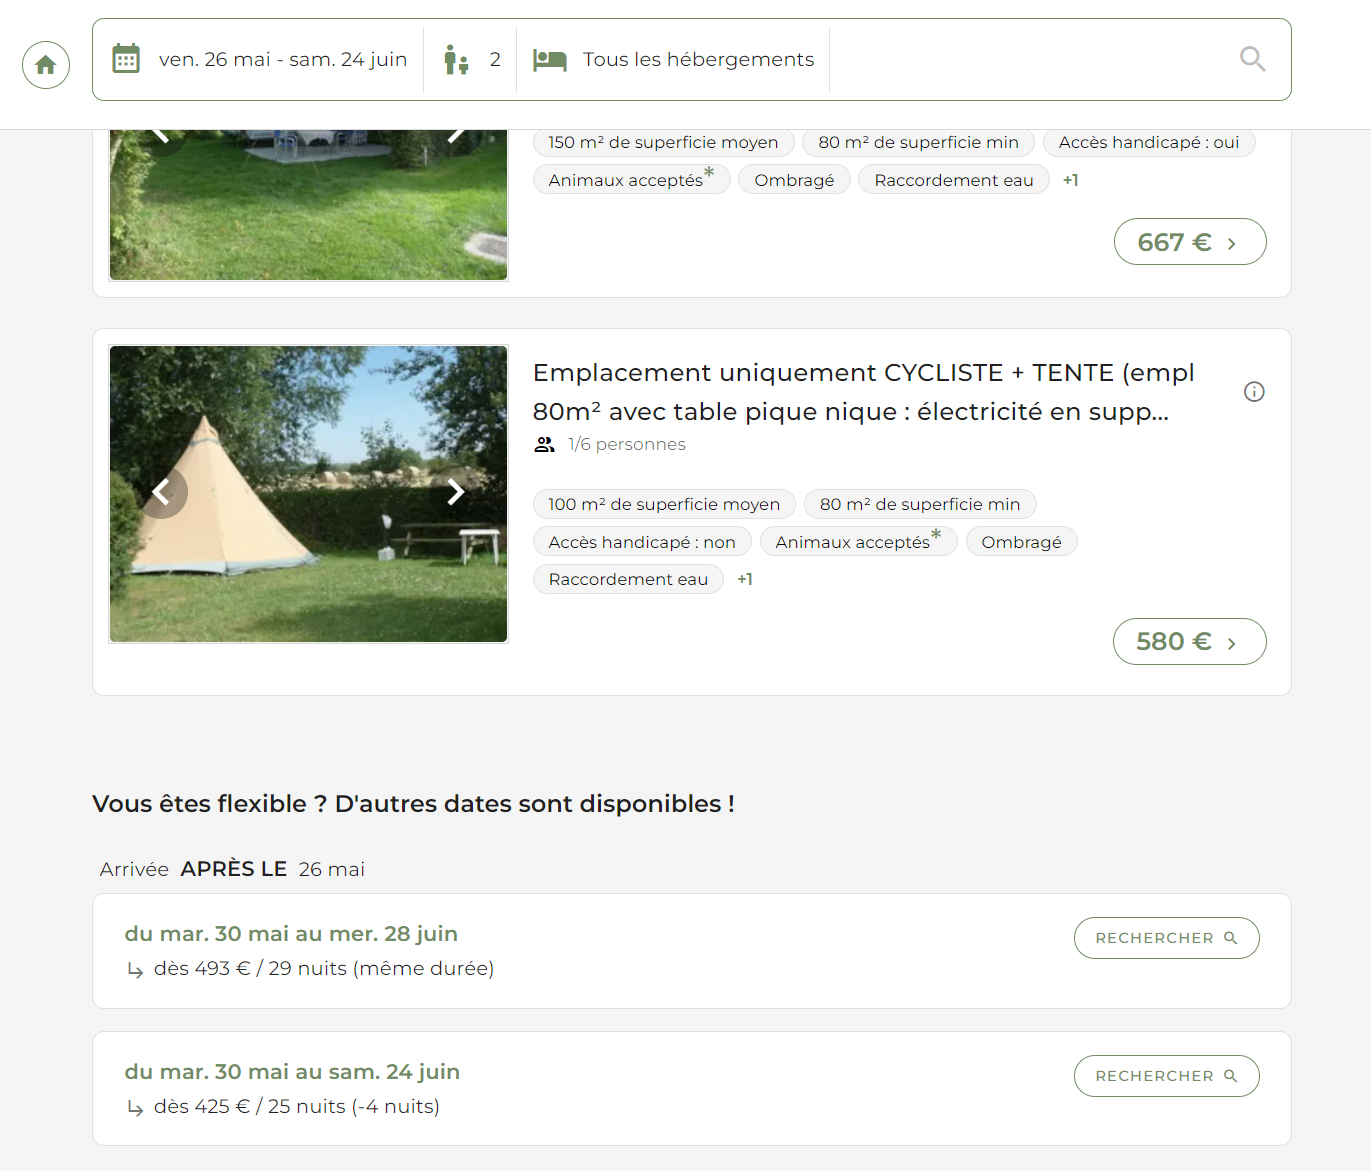 ven. 26 mai - sam. 24 juin
2
Tous les hébergements
150 m² de superficie moyen
80 m² de superficie min
Accès handicapé : oui
Animaux acceptés*
Ombragé
Raccordement eau
+1
667 €
Emplacement uniquement CYCLISTE + TENTE (empl
80m² avec table pique nique : électricité en supp...
1/6 personnes
100 m² de superficie moyen
80 m² de superficie min
Accès handicapé : non
Animaux acceptés*
Ombragé
Raccordement eau
+1
580 €
Vous êtes flexible ? D'autres dates sont disponibles !
Arrivée APRÈS LE 26 mai
du mar. 30 mai au mer. 28 juin
RECHERCHER
dès 493 € / 29 nuits (même durée)
du mar. 30 mai au sam. 24 juin
RECHERCHER
dès 425 € / 25 nuits (-4 nuits)